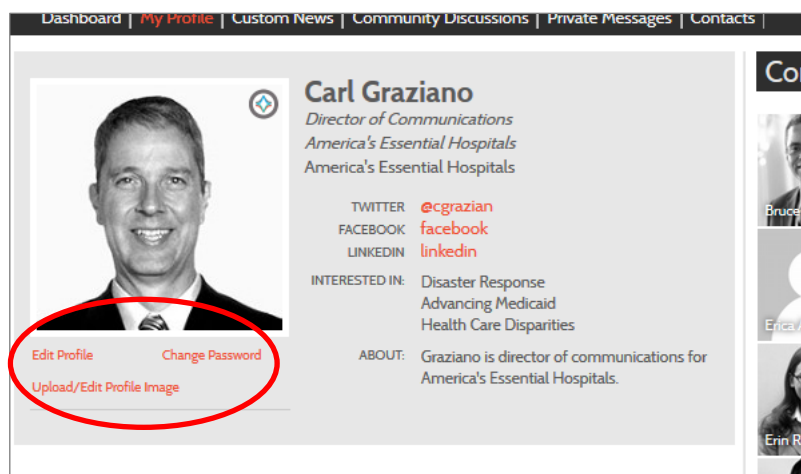 Dashboard | My Profile | Custom News | Community Discussions | Private Messages | Contacts |
Carl Graziano
Director of Communications
America's Essential Hospitals
America's Essential Hospitals
TWITTER @cgrazian
FACEBOOK facebook
LINKEDIN linkedin
INTERESTED IN: Disaster Response
Advancing Medicaid
Health Care Disparities
ABOUT: Graziano is director of communications for
America's Essential Hospitals.
Edit Profile Change Password
Upload/Edit Profile Image
Bruce
Erica
Erin R